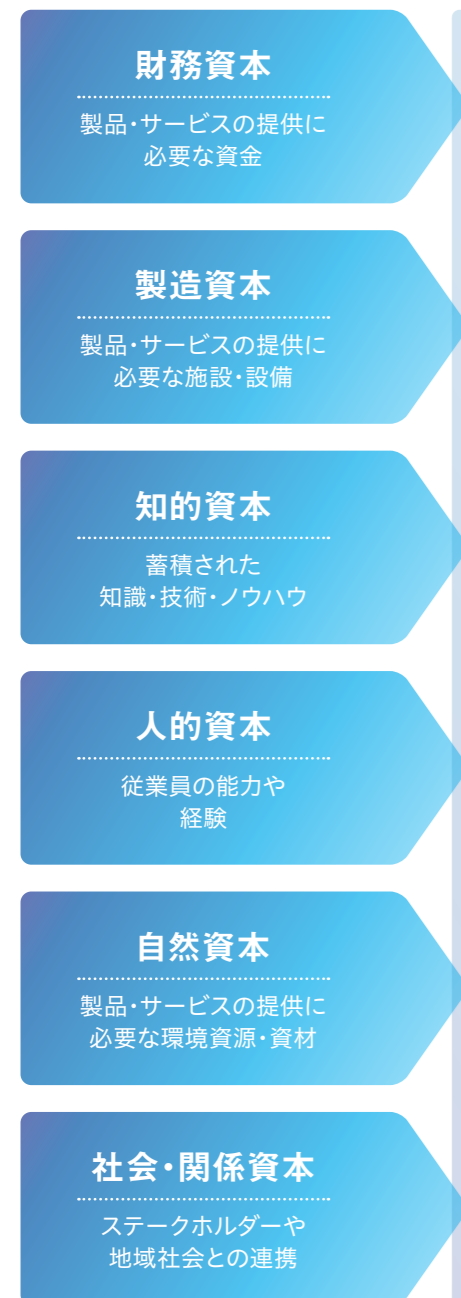 財務資本
製品・サービスの提供に
必要な資金
製造資本
製品・サービスの提供に
必要な施設・設備
知的資本
蓄積された
知識・技術・ノウハウ
人的資本
従業員の能力や
経験
自然資本
製品・サービスの提供に
必要な環境資源・資材
社会・関係資本
ステークホルダーや
地域社会との連携